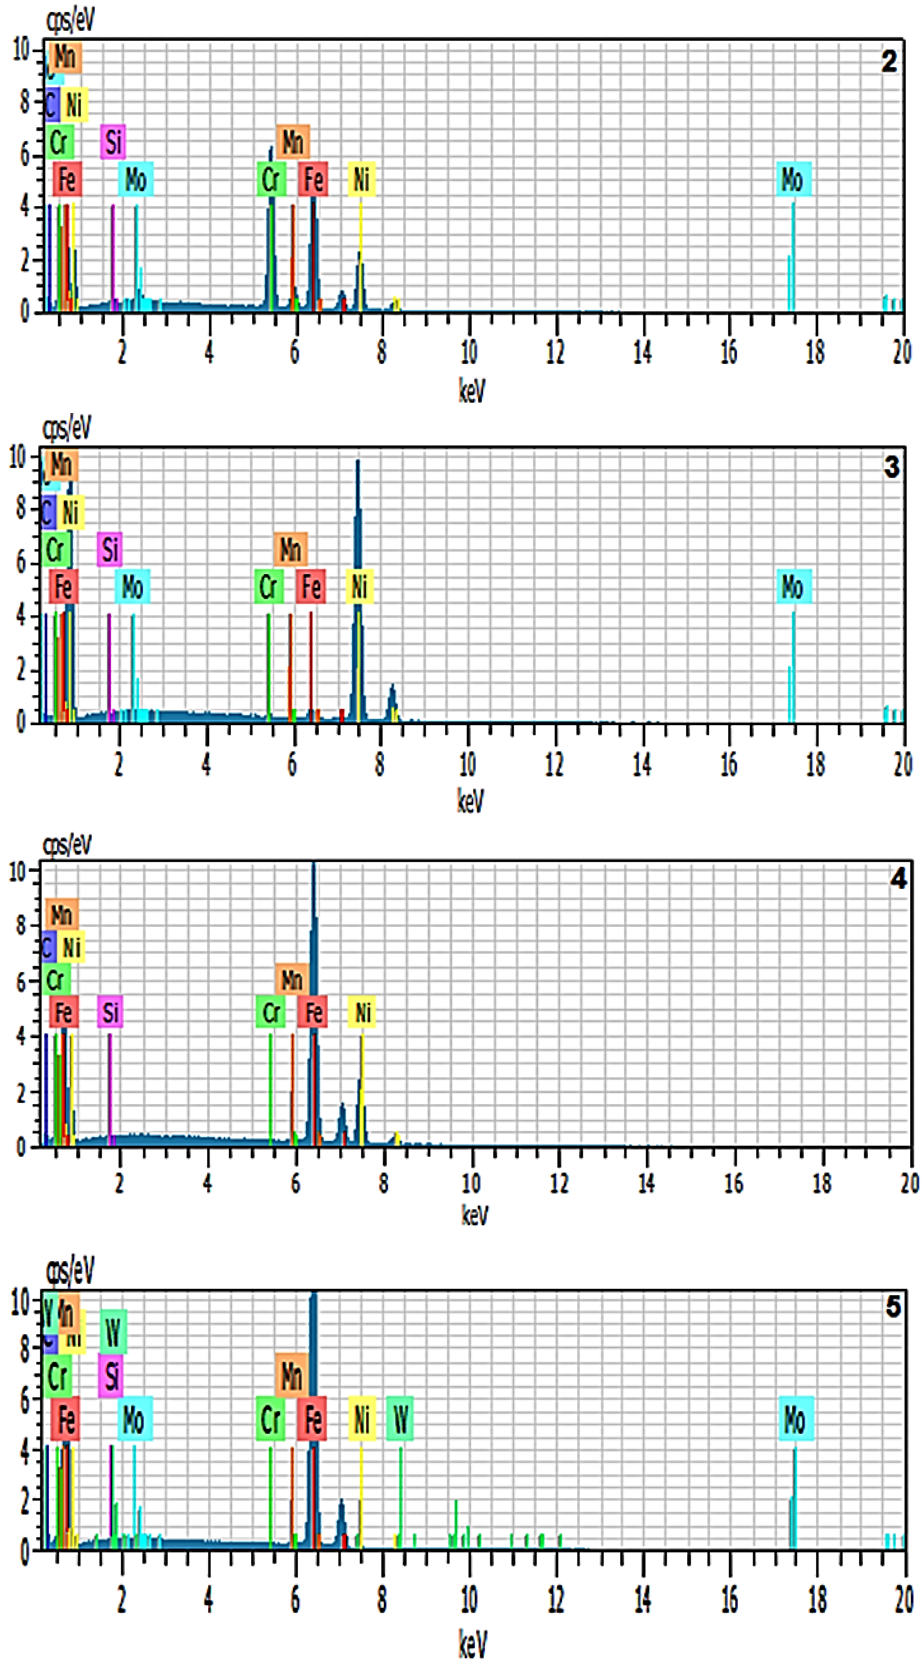 cps/eV
2
10
Mn
8
C Ni
Cr Si Mn
6
Fe Mo Cr Fe Ni Mo
4
2
0
2 4 6 8 10 12 14 16 18 20
keV
cps/eV
3
10
Mn
8
C Ni
Cr Si Mn
6
Fe Mo Cr Fe Ni Mo
4
2
0
2 4 6 8 10 12 14 16 18 20
keV
cps/eV
4
10
Mn
8
C Ni
6
Cr Mn
Fe Si Cr Fe Ni
4
2
0
2 4 6 8 10 12 14 16 18 20
keV
cps/eV
5
10
W
8
Ni
Cr Si Mn
6
Fe Mo Cr Fe Ni W Mo
4
2
0
2 4 6 8 10 12 14 16 18 20
keV